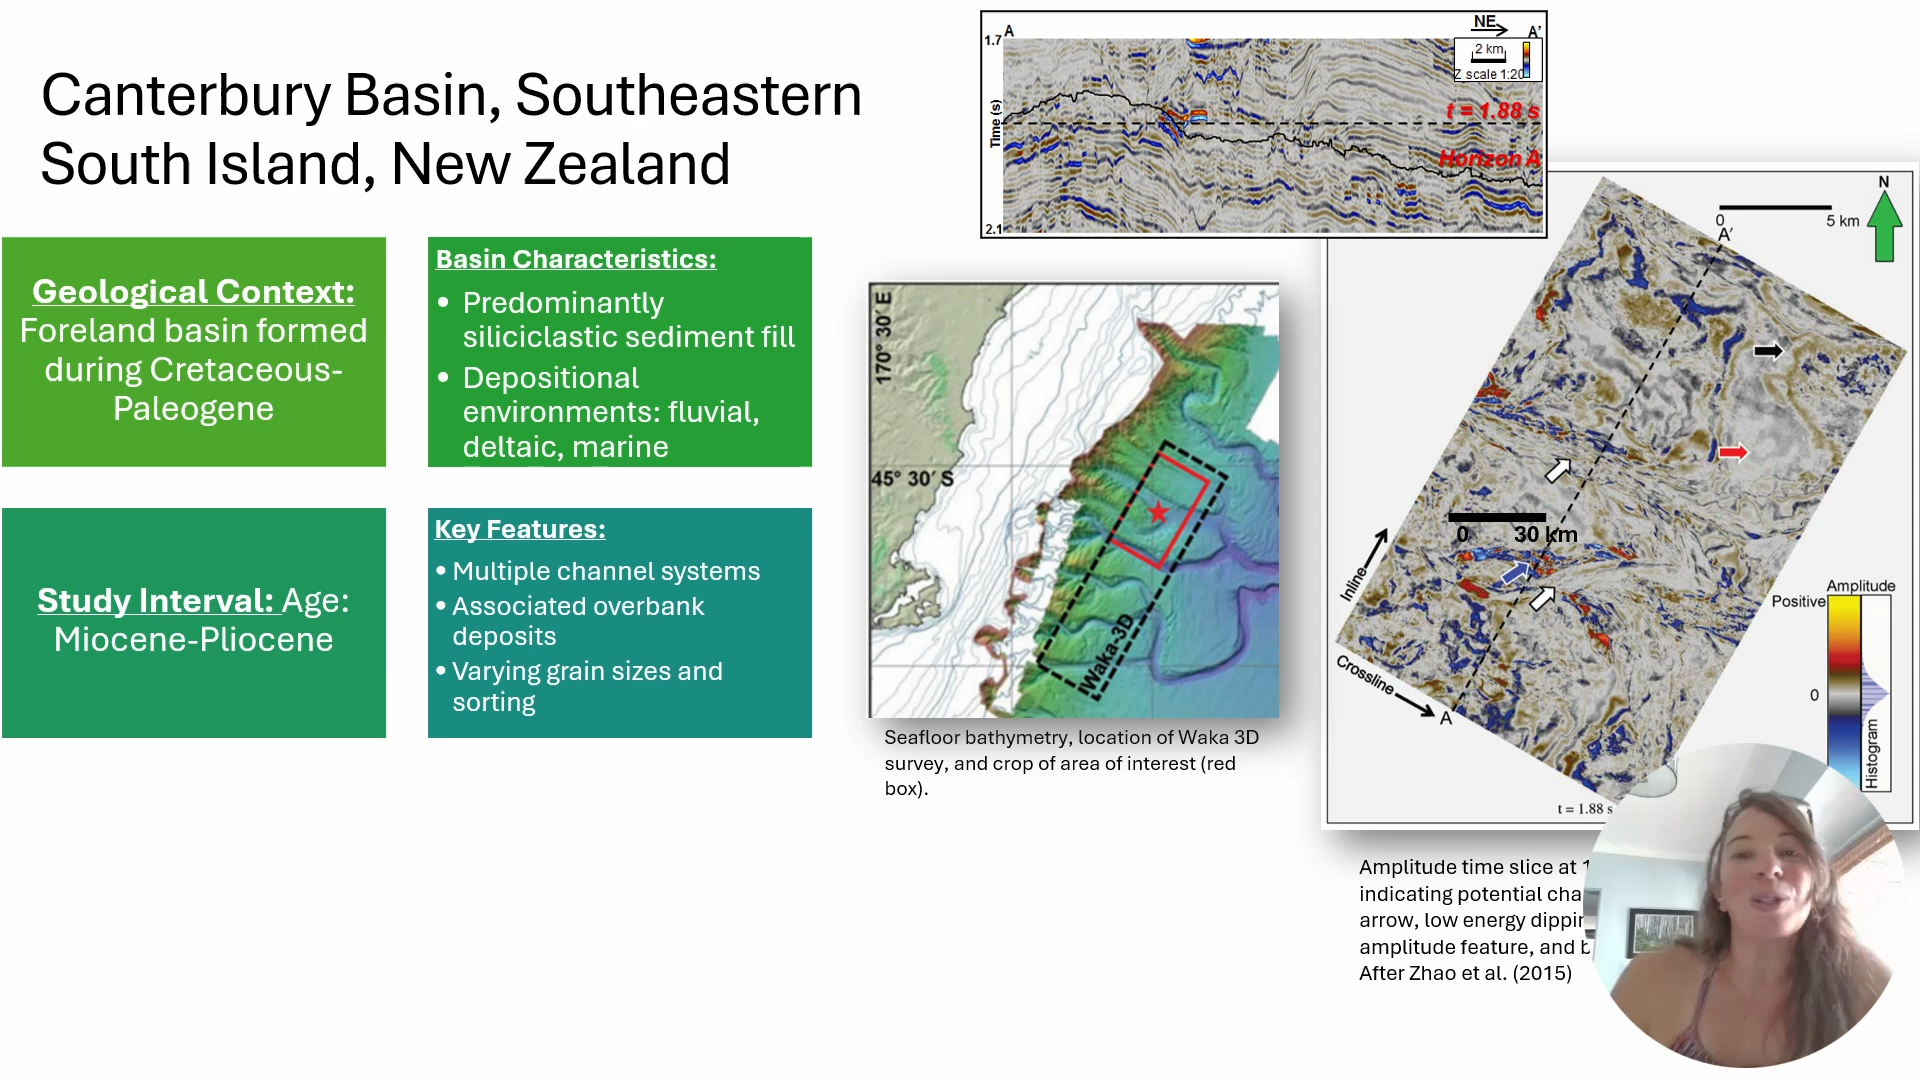 Canterbury Basin, Southeastern
South Island, New Zealand
Geological Context:
Foreland basin formed
during Cretaceous-
Paleogene
Basin Characteristics:
• Predominantly
siliciclastic sediment fill
• Depositional
environments: fluvial,
deltaic, marine
Study Interval: Age:
Miocene-Pliocene
Key Features:
• Multiple channel systems
• Associated overbank
deposits
• Varying grain sizes and
sorting
A
NE
A'
1.7
2 km
Z scale 1:20
Time (s)
t = 1.88 s
Horizon A
2.1
170° 30′ E
45° 30′ S
Waka-3D
0
30 km
Seafloor bathymetry, location of Waka 3D
survey, and crop of area of interest (red
box).
N
0
5 km
A′
Inline
Crossline
A
Amplitude
Positive
0
Histogram
t = 1.88 s
Amplitude time slice at
indicating potential
arrow, low energy
amplitude feature, and
After Zhao et al. (2015)